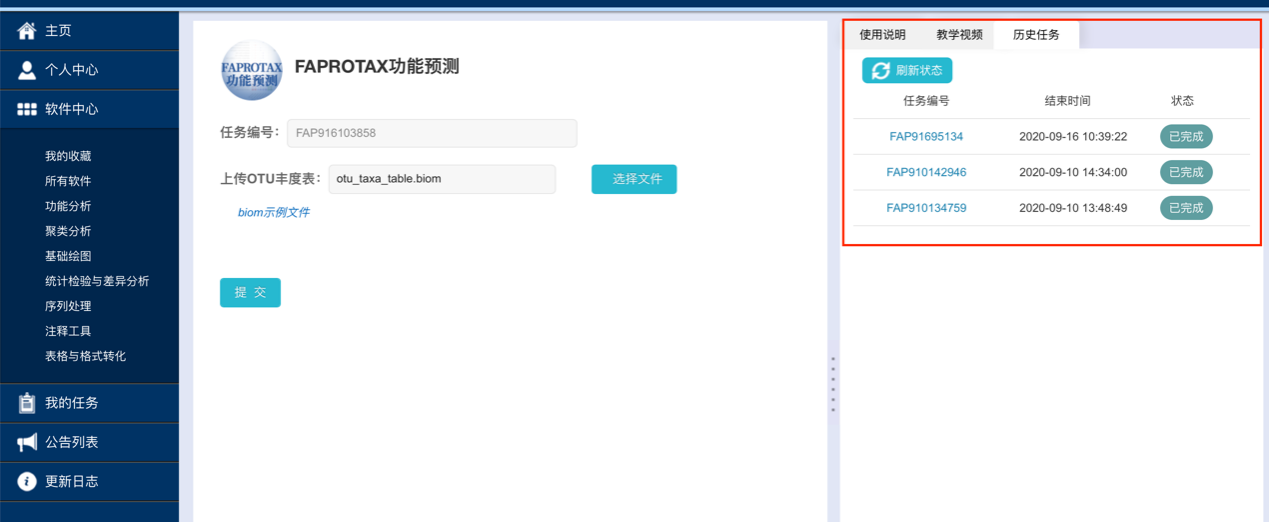 主页
个人中心
软件中心
我的收藏
所有软件
功能分析
聚类分析
基础绘图
统计检验与差异分析
序列处理
注释工具
表格与格式转化
我的任务
公告列表
更新日志
FAPROTAX
功能预测
FAPROTAX功能预测
任务编号： FAP916103858
上传OTU丰度表： otu_taxa_table.biom 选择文件
biom示例文件
提 交
使用说明 教学视频 历史任务
刷新状态
任务编号 结束时间 状态
FAP91695134 2020-09-16 10:39:22 已完成
FAP910142946 2020-09-10 14:34:00 已完成
FAP910134759 2020-09-10 13:48:49 已完成